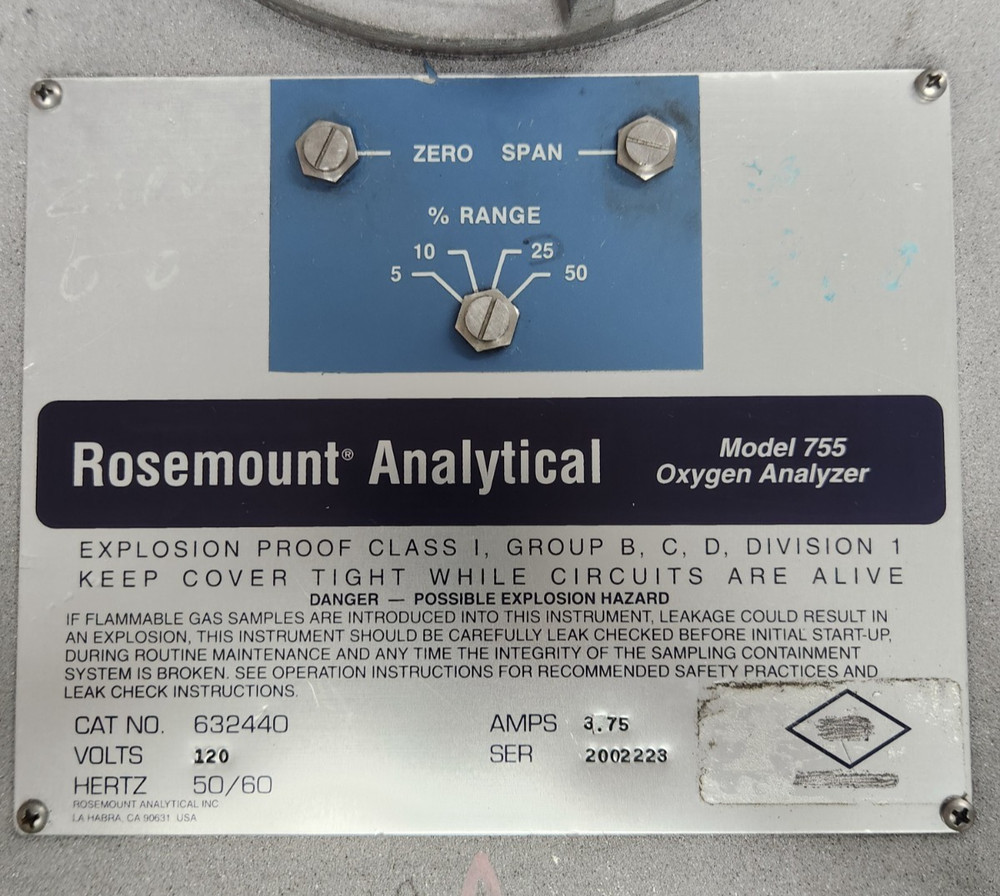 ZERO SPAN
% RANGE
10 25
5 50
Rosemount® Analytical
Model 755
Oxygen Analyzer
EXPLOSION PROOF CLASS I, GROUP B, C, D, DIVISION 1
KEEP COVER TIGHT WHILE CIRCUITS ARE ALIVE
DANGER — POSSIBLE EXPLOSION HAZARD
IF FLAMMABLE GAS SAMPLES ARE INTRODUCED INTO THIS INSTRUMENT, LEAKAGE COULD RESULT IN
AN EXPLOSION, THIS INSTRUMENT SHOULD BE CAREFULLY LEAK CHECKED BEFORE INITIAL START-UP,
DURING ROUTINE MAINTENANCE AND ANY TIME THE INTEGRITY OF THE SAMPLING CONTAINMENT
SYSTEM IS BROKEN. SEE OPERATION INSTRUCTIONS FOR RECOMMENDED SAFETY PRACTICES AND
LEAK CHECK INSTRUCTIONS.
CAT NO. 632440 AMPS 3.75
VOLTS 120 SER 2002223
HERTZ 50/60
ROSEMOUNT ANALYTICAL INC
LA HABRA, CA 90631 USA